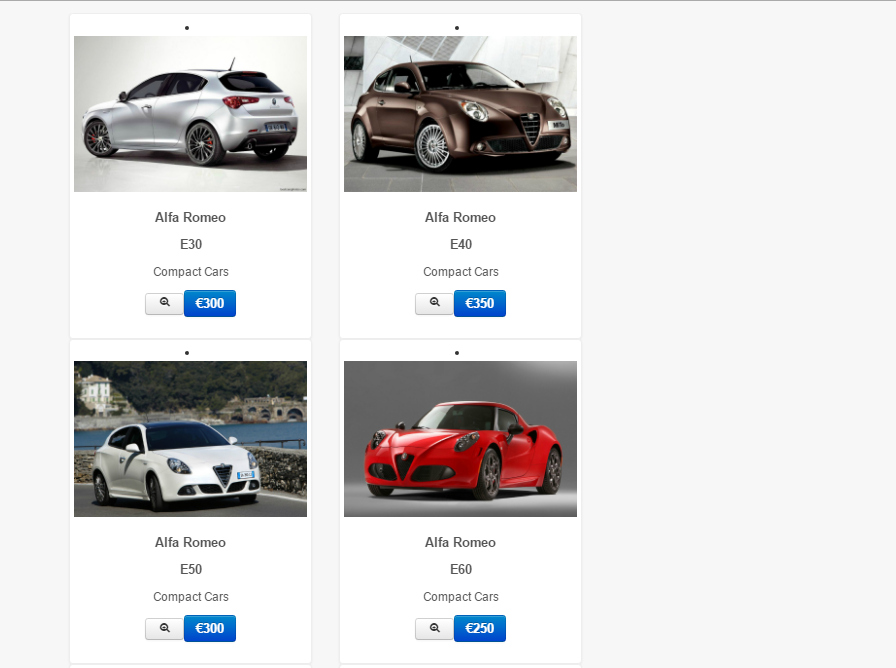 Alfa Romeo
E30
Compact Cars
€300
Alfa Romeo
E40
Compact Cars
€350
Alfa Romeo
E50
Compact Cars
€300
Alfa Romeo
E60
Compact Cars
€250